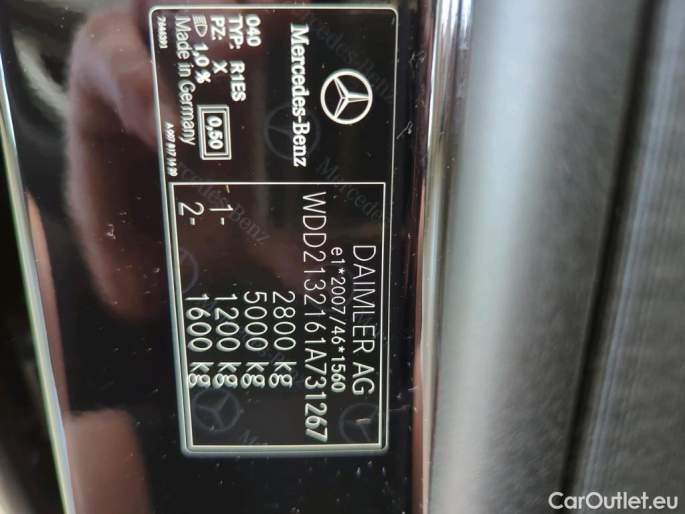 Mercedes-Benz
040
TYP: R1ES
PZ: X 0,50
1,0 %
Made in Germany
DAIMLER AG
e1*2007/46*1560
WDD2132161A731267
2800 kg
5000 kg
1- 1200 kg
2- 1600 kg
CarOutlet.eu